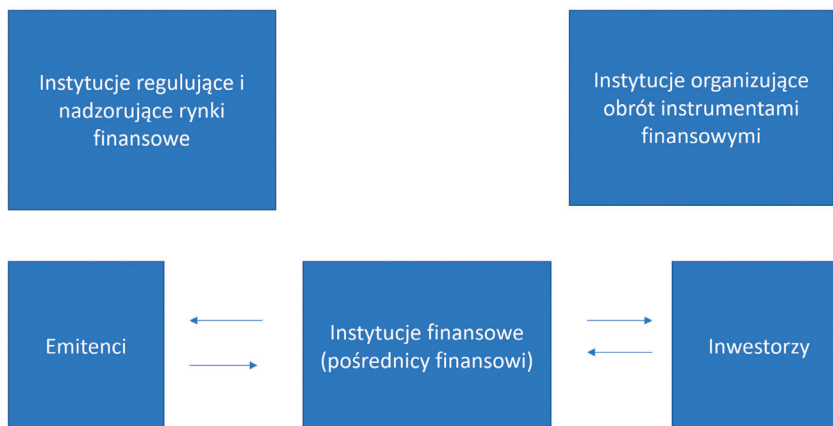 Instytucje regulujące i
nadzorujące rynki
finansowe
Instytucje organizujące
obrót instrumentami
finansowymi
Emitenci
Instytucje finansowe
(pośrednicy finansowi)
Inwestorzy